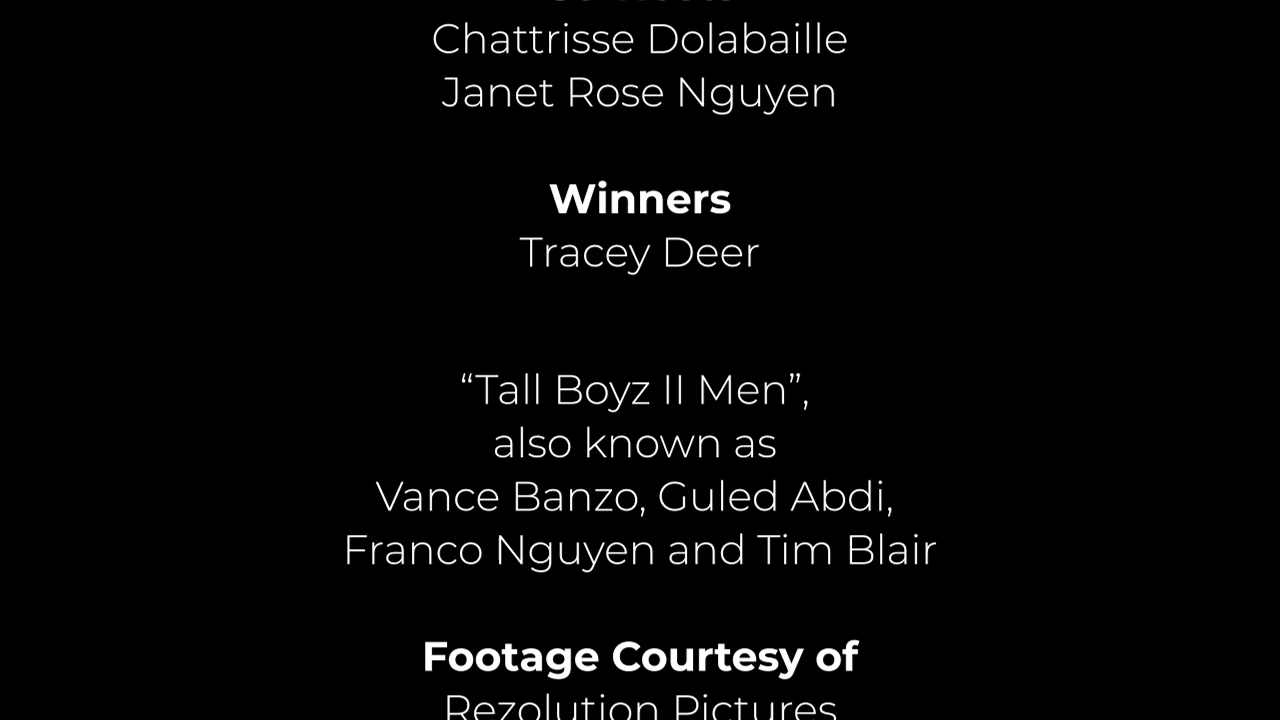 Chattrisse Dolabaille
Janet Rose Nguyen
Winners
Tracey Deer
“Tall Boyz II Men”,
also known as
Vance Banzo, Guled Abdi,
Franco Nguyen and Tim Blair
Footage Courtesy of
Rezolution Pictures